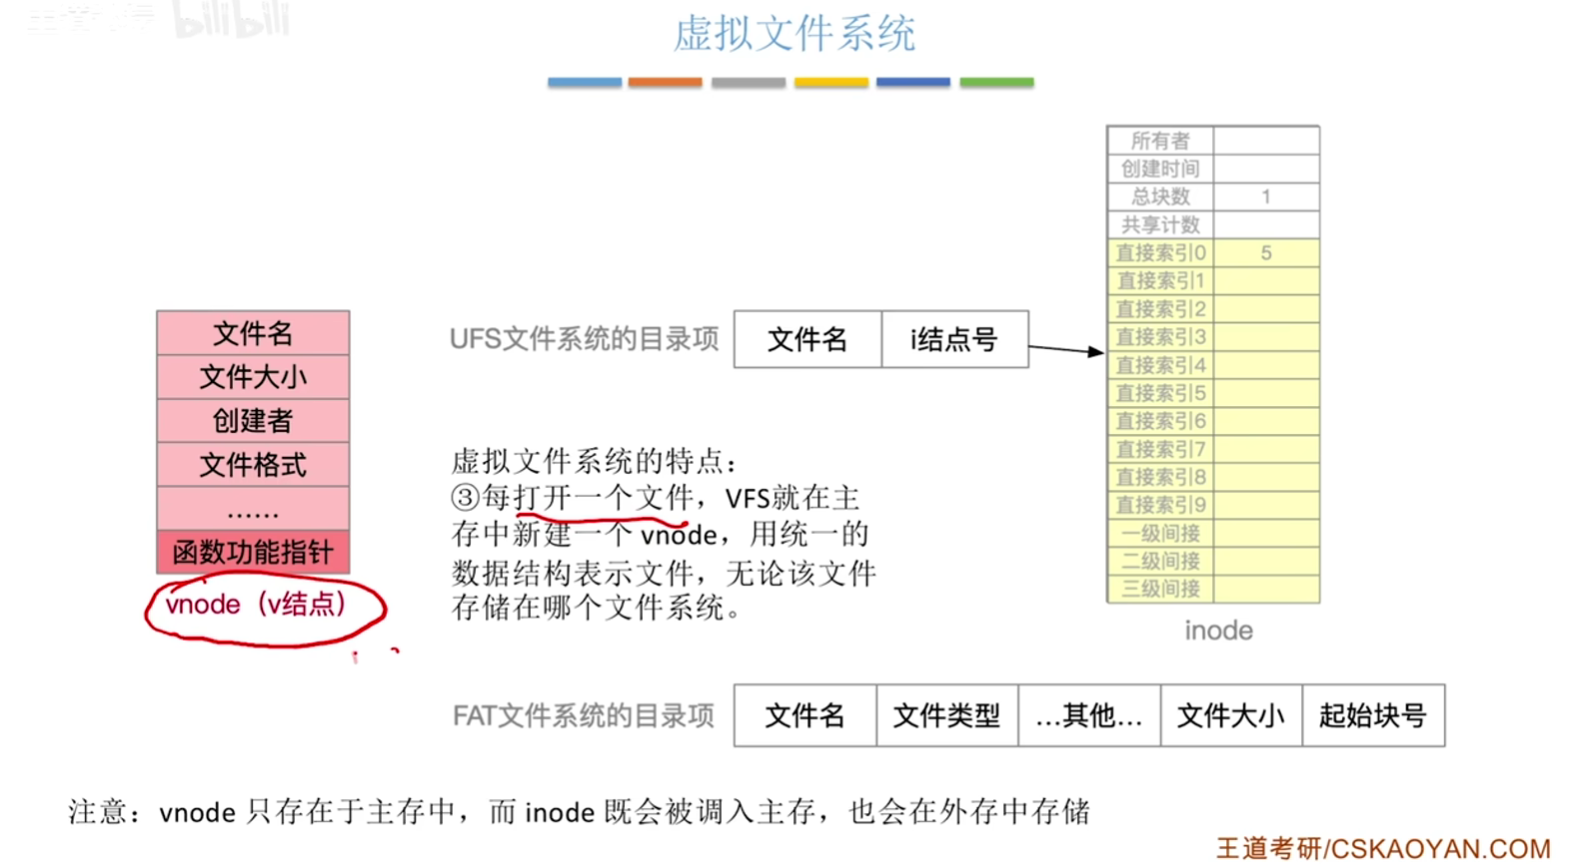 bilibili
虚拟文件系统
所有者
创建时间
总块数 1
共享计数
直接索引0 5
直接索引1
直接索引2
直接索引3
直接索引4
直接索引5
直接索引6
直接索引7
直接索引8
直接索引9
一级间接
二级间接
三级间接
inode
文件名
文件大小
创建者
文件格式
......
函数功能指针
vnode（v结点）
UFS文件系统的目录项 文件名 i结点号
虚拟文件系统的特点：
③每打开一个文件，VFS就在主
存中新建一个 vnode，用统一的
数据结构表示文件，无论该文件
存储在哪个文件系统。
FAT文件系统的目录项 文件名 文件类型 ...其他... 文件大小 起始块号
注意：vnode 只存在于主存中，而 inode 既会被调入主存，也会在外存中存储
王道考研/CSKAOYAN.COM